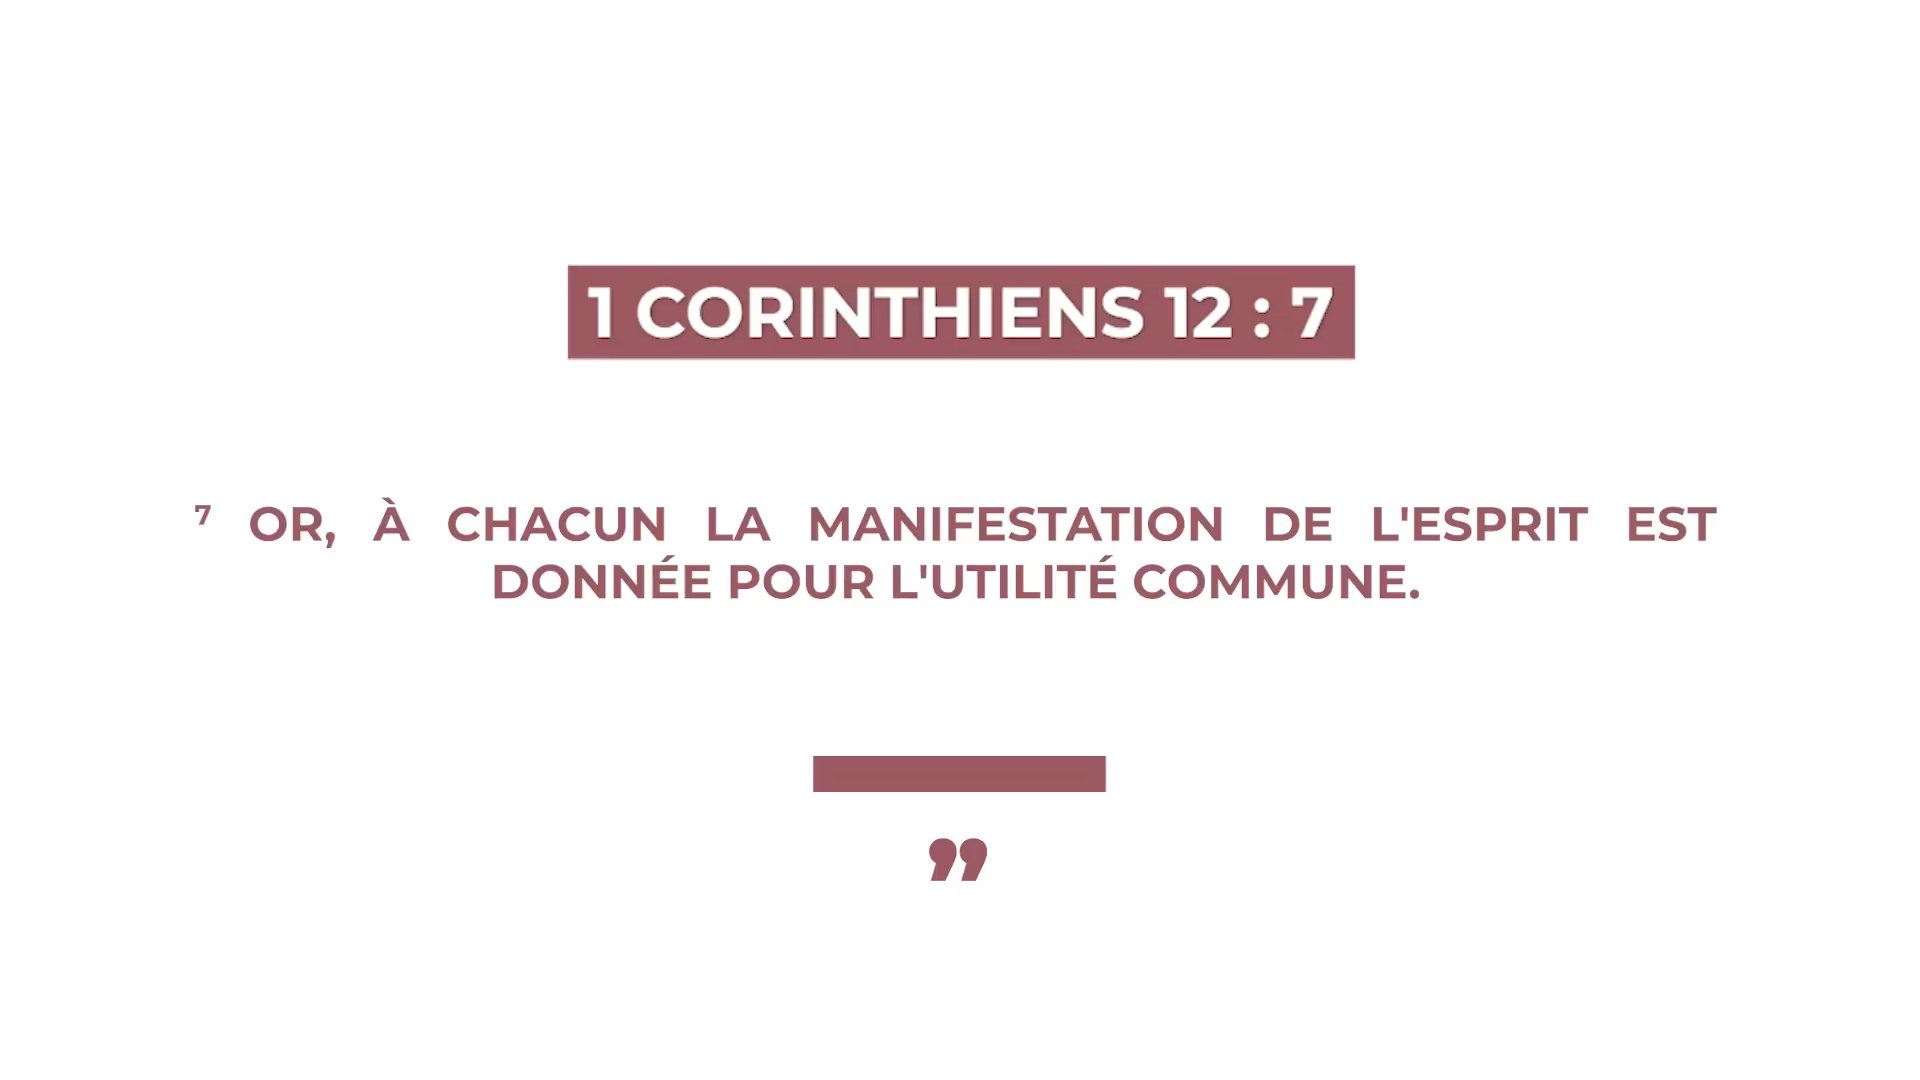 1 CORINTHIENS 12 : 7
⁷ OR, À CHACUN LA MANIFESTATION DE L'ESPRIT EST
DONNÉE POUR L'UTILITÉ COMMUNE.
”